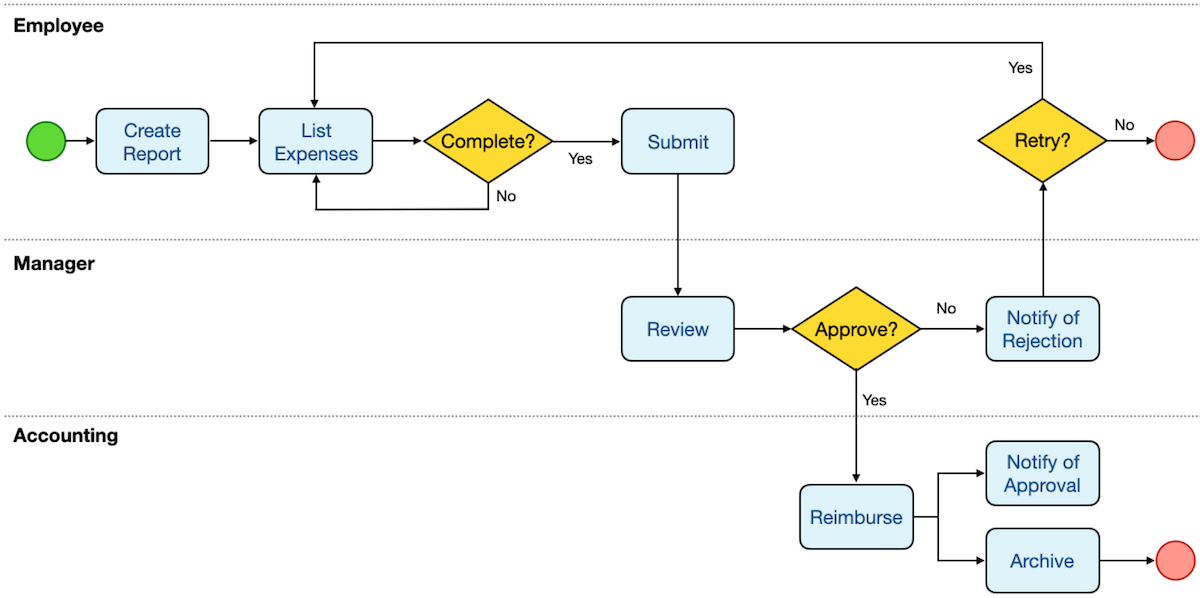 Employee
Yes
Create
Report
List
Expenses
Complete?
Yes
No
Submit
Retry?
No
Manager
Review
Approve?
No
Notify of
Rejection
Yes
Accounting
Reimburse
Notify of
Approval
Archive